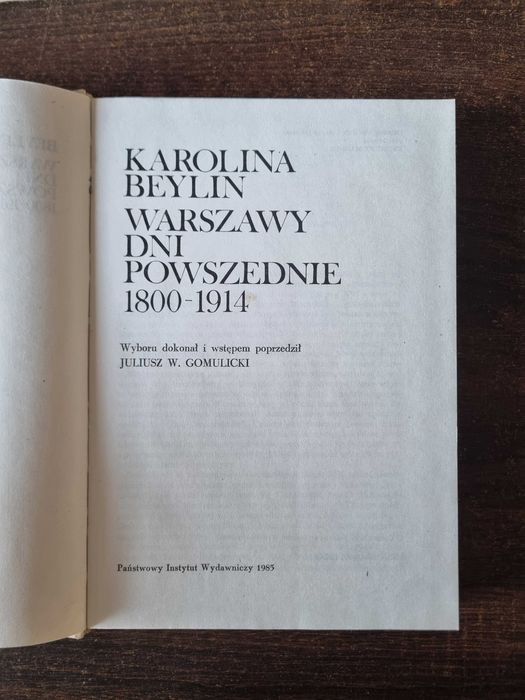 KAROLINA
BEYLIN
WARSZAWY
DNI
POWSZEDNIE
1800-1914
Wyboru dokonał i wstępem poprzedził
JULIUSZ W. GOMULICKI
Państwowy Instytut Wydawniczy 1985